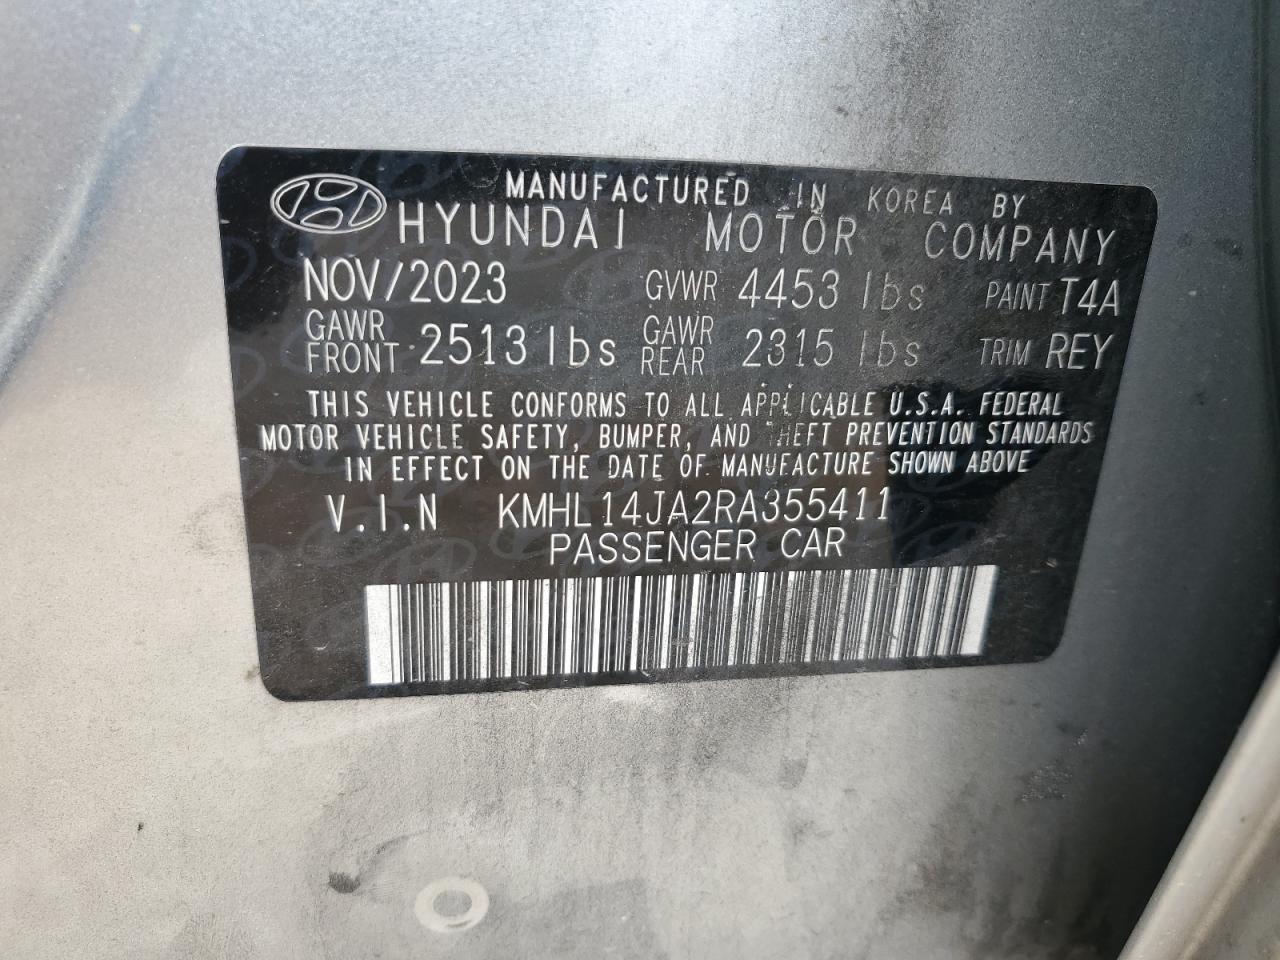 MANUFACTURED IN KOREA BY
HYUNDAI MOTOR COMPANY
NOV/2023 GVWR 4453 lbs PAINT T4A
GAWR FRONT 2513 lbs GAWR REAR 2315 lbs TRIM REY
THIS VEHICLE CONFORMS TO ALL APPLICABLE U.S.A. FEDERAL
MOTOR VEHICLE SAFETY, BUMPER, AND THEFT PREVENTION STANDARDS
IN EFFECT ON THE DATE OF MANUFACTURE SHOWN ABOVE
V.I.N KMHL14JA2RA355411
PASSENGER CAR